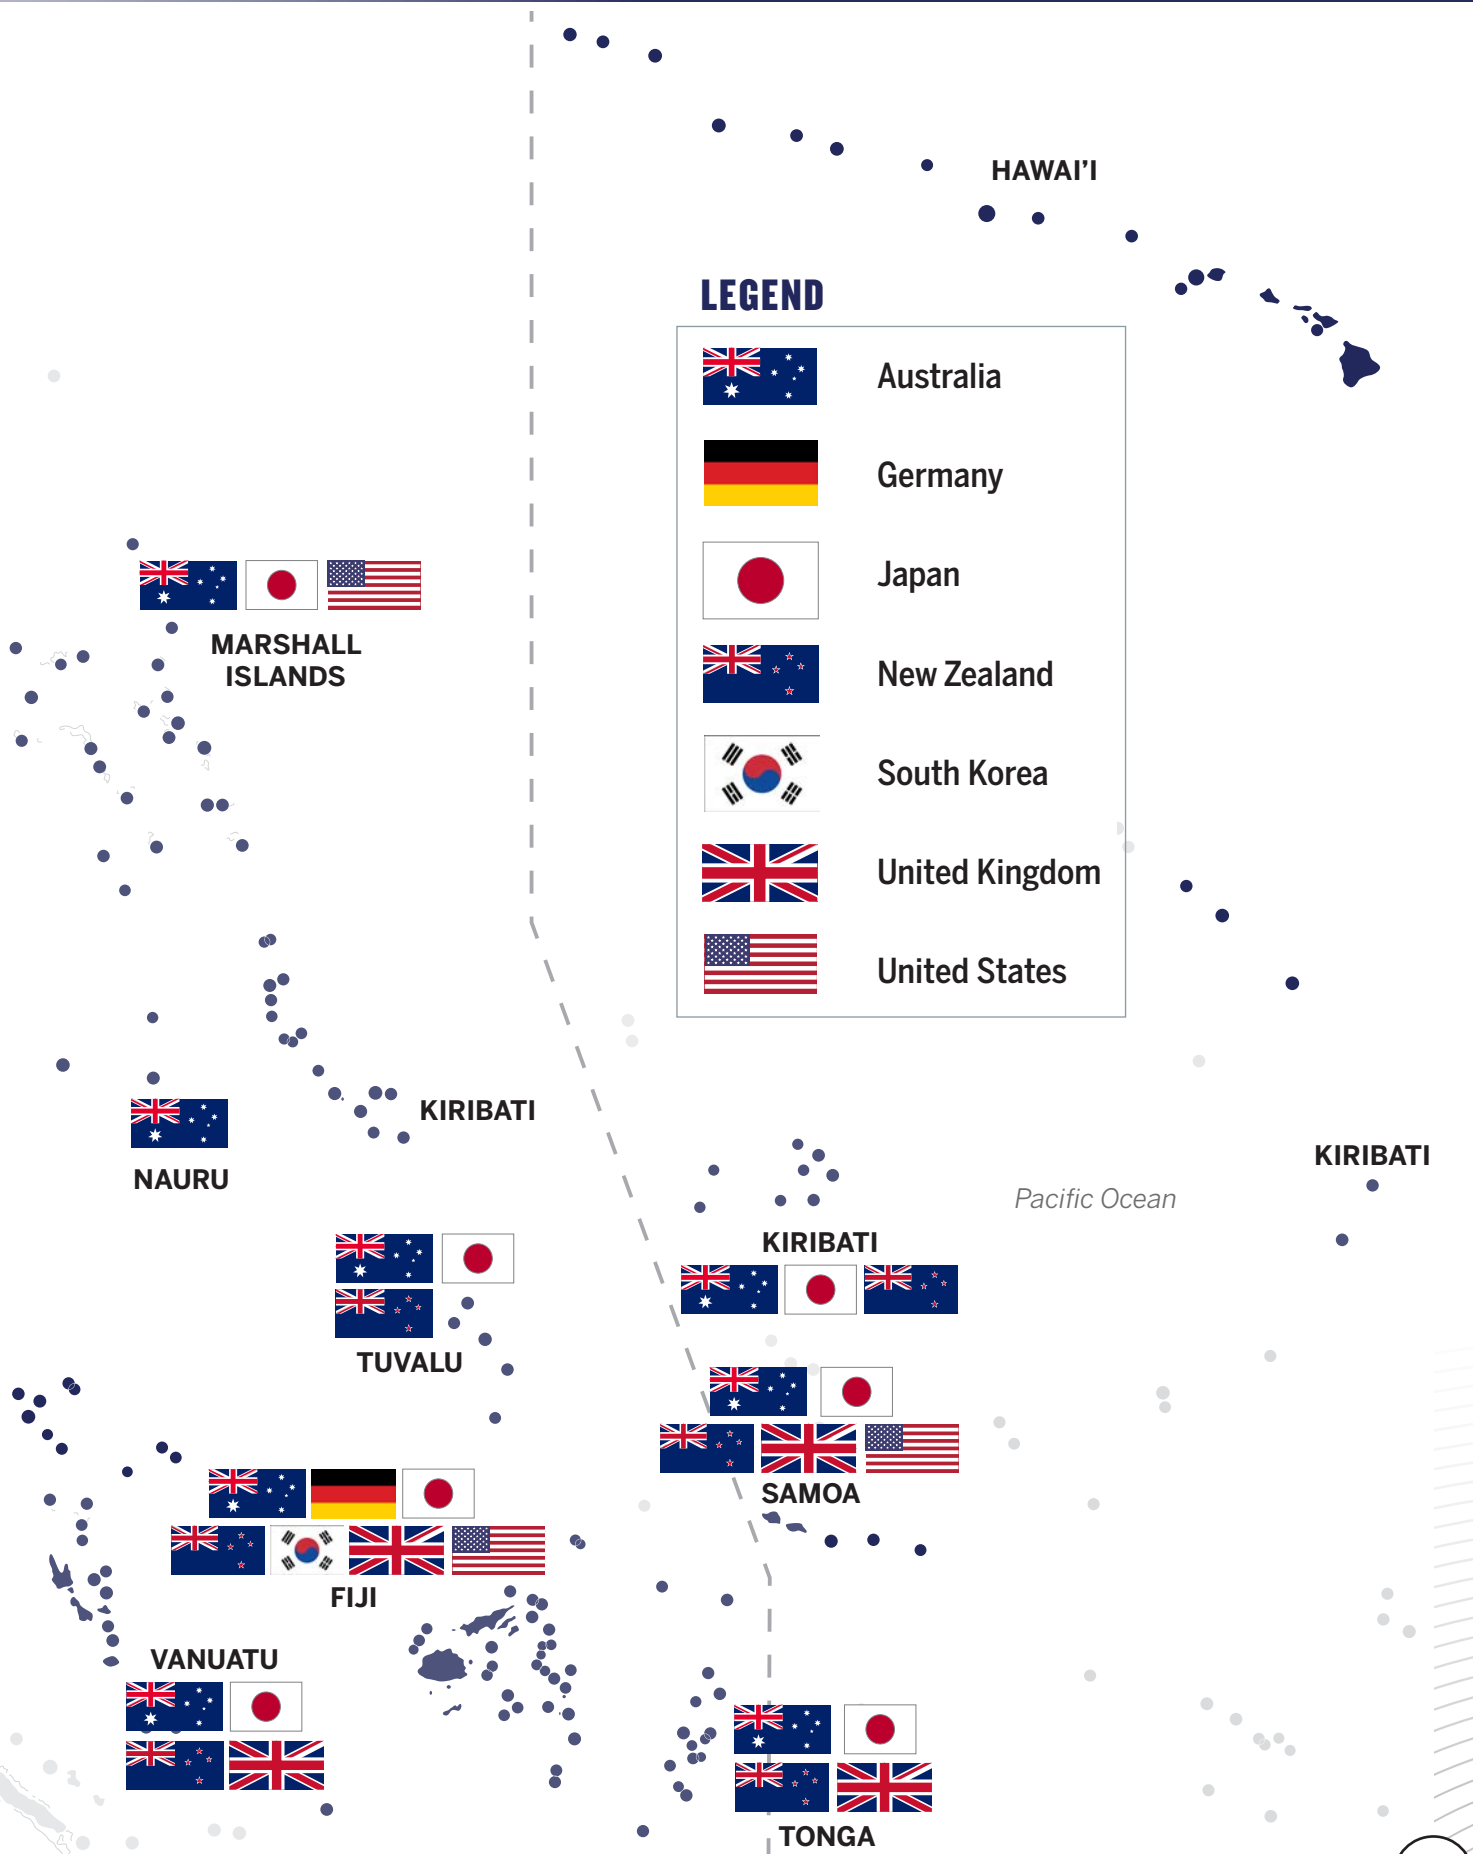 HAWAI’I
LEGEND
Australia
Germany
Japan
New Zealand
South Korea
United Kingdom
United States
MARSHALL
ISLANDS
KIRIBATI
NAURU
KIRIBATI
Pacific Ocean
KIRIBATI
TUVALU
SAMOA
FIJI
VANUATU
TONGA